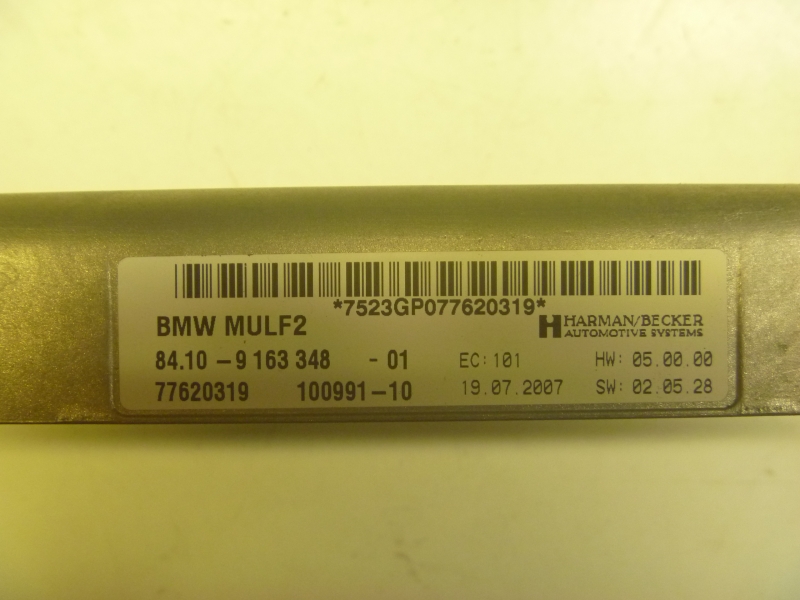 *7523GP077620319*
BMW MULF2
HARMAN/BECKER
AUTOMOTIVE SYSTEMS
84.10 - 9 163 348 - 01 EC: 101 HW: 05.00.00
77620319 100991-10 19.07.2007 SW: 02.05.28